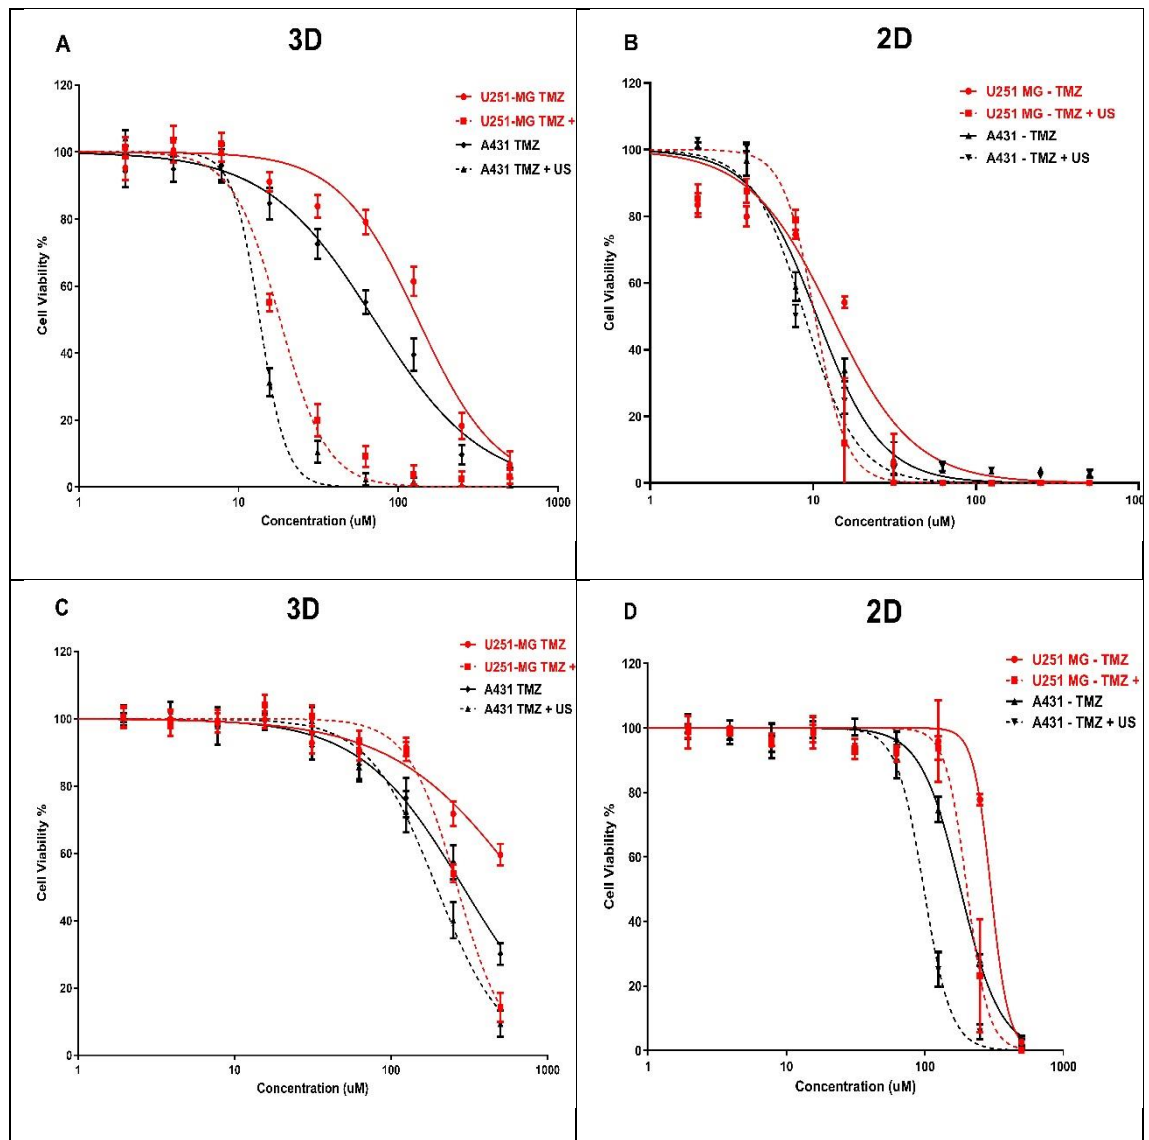 A
3D
120
100
80
60
40
20
0
Cell Viability %
1
10
100
1000
Concentration (uM)
U251-MG TMZ
U251-MG TMZ +
A431 TMZ
A431 TMZ + US
B
2D
120
100
80
60
40
20
0
Cell Viability %
1
10
100
100
Concentration (uM)
U251 MG - TMZ
U251 MG - TMZ + US
A431 - TMZ
A431 - TMZ + US
C
3D
120
100
80
60
40
20
0
Cell Viability %
1
10
100
1000
Concentration (uM)
U251-MG TMZ
U251-MG TMZ +
A431 TMZ
A431 TMZ + US
D
2D
120
100
80
60
40
20
0
Cell Viability %
1
10
100
1000
Concentration (uM)
U251 MG - TMZ
U251 MG - TMZ +
A431 - TMZ
A431 - TMZ + US